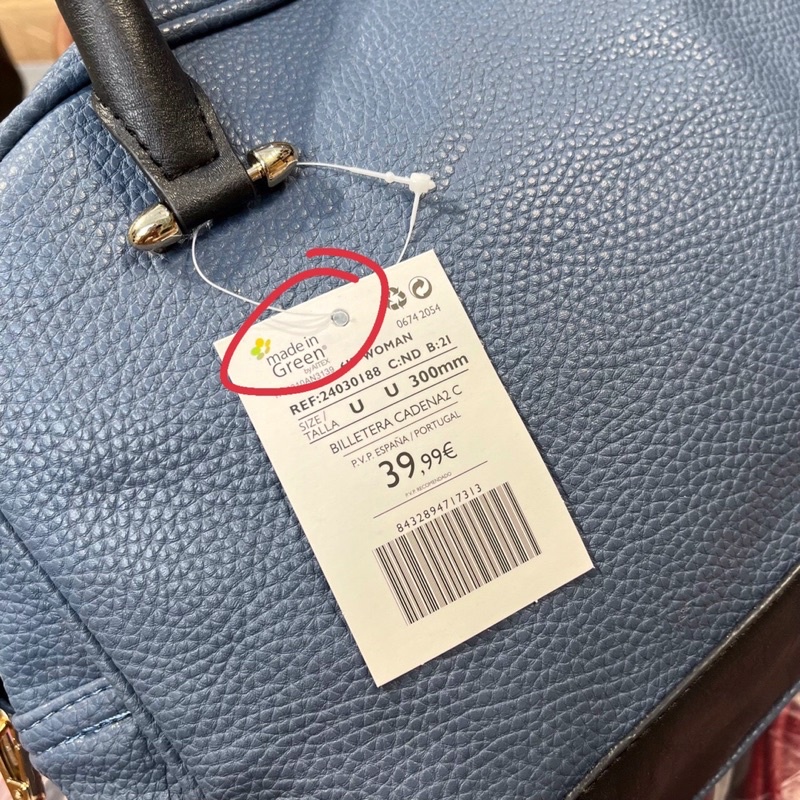 made in
Green®
by AITEX
0674 2054
WOMAN
REF:24030188 C:ND B:21
SIZE/
TALLA U U 300mm
BILLETERA CADENA2 C
P.V.P. ESPAÑA/PORTUGAL
39,99€
P.V.P. RECOMENDADO
8432894717313